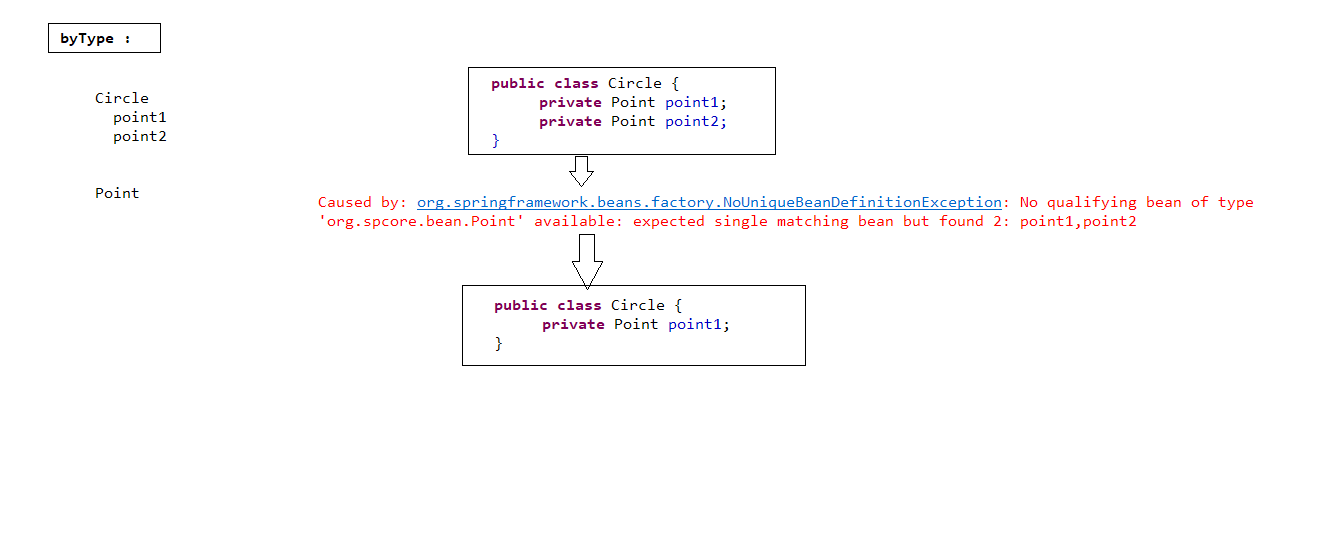 byType :
Circle
point1
point2
Point
public class Circle {
private Point point1;
private Point point2;
}
Caused by: org.springframework.beans.factory.NoUniqueBeanDefinitionException: No qualifying bean of type
'org.spcore.bean.Point' available: expected single matching bean but found 2: point1,point2
public class Circle {
private Point point1;
}